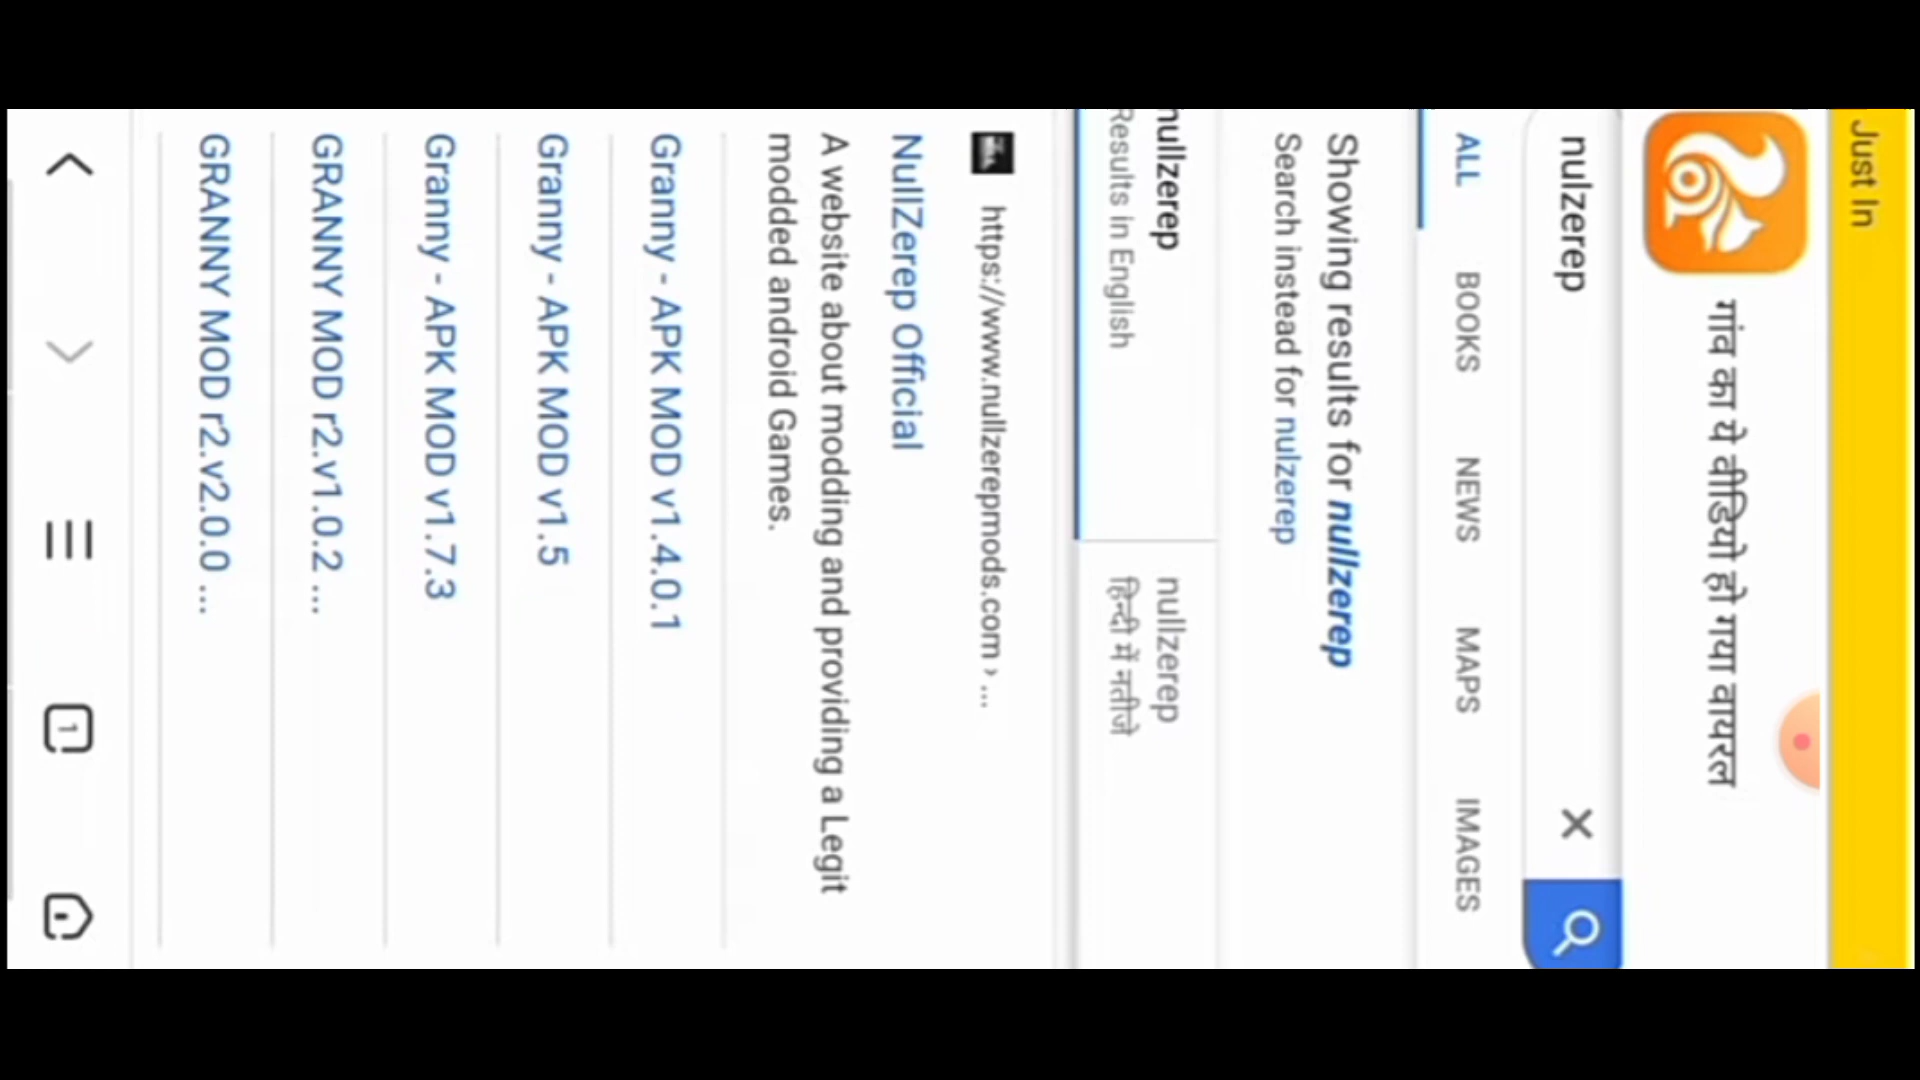 Just In
गांव का ये वीडियो हो गया वायरल
nulzerep
ALL BOOKS NEWS MAPS IMAGES
Showing results for nullzerep
Search instead for nulzerep
nullzerep
Results in English
nullzerep
हिन्दी में नतीजे
https://www.nullzerepmods.com › ...
NullZerep Official
A website about modding and providing a Legit
modded android Games.
Granny - APK MOD v1.4.0.1
Granny - APK MOD v1.5
Granny - APK MOD v1.7.3
GRANNY MOD r2.v1.0.2 ...
GRANNY MOD r2.v2.0.0 ...
1